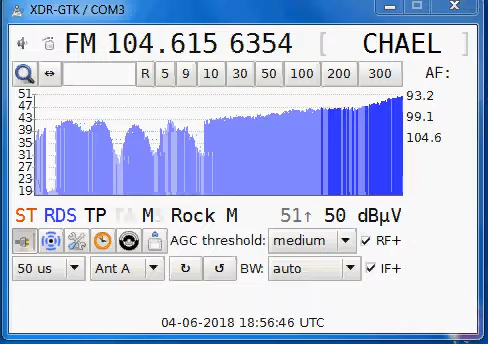 XDR-GTK / COM3
FM 104.615 6354 [ CHAEL ]
R 5 9 10 30 50 100 200 300 AF:
51
47
43
39
35
31
27
23
19
93.2
99.1
104.6
ST RDS TP TA M S Rock M 51↑ 50 dBµV
AGC threshold: medium RF+
50 us Ant A ↻ ↺ BW: auto IF+
04-06-2018 18:56:46 UTC